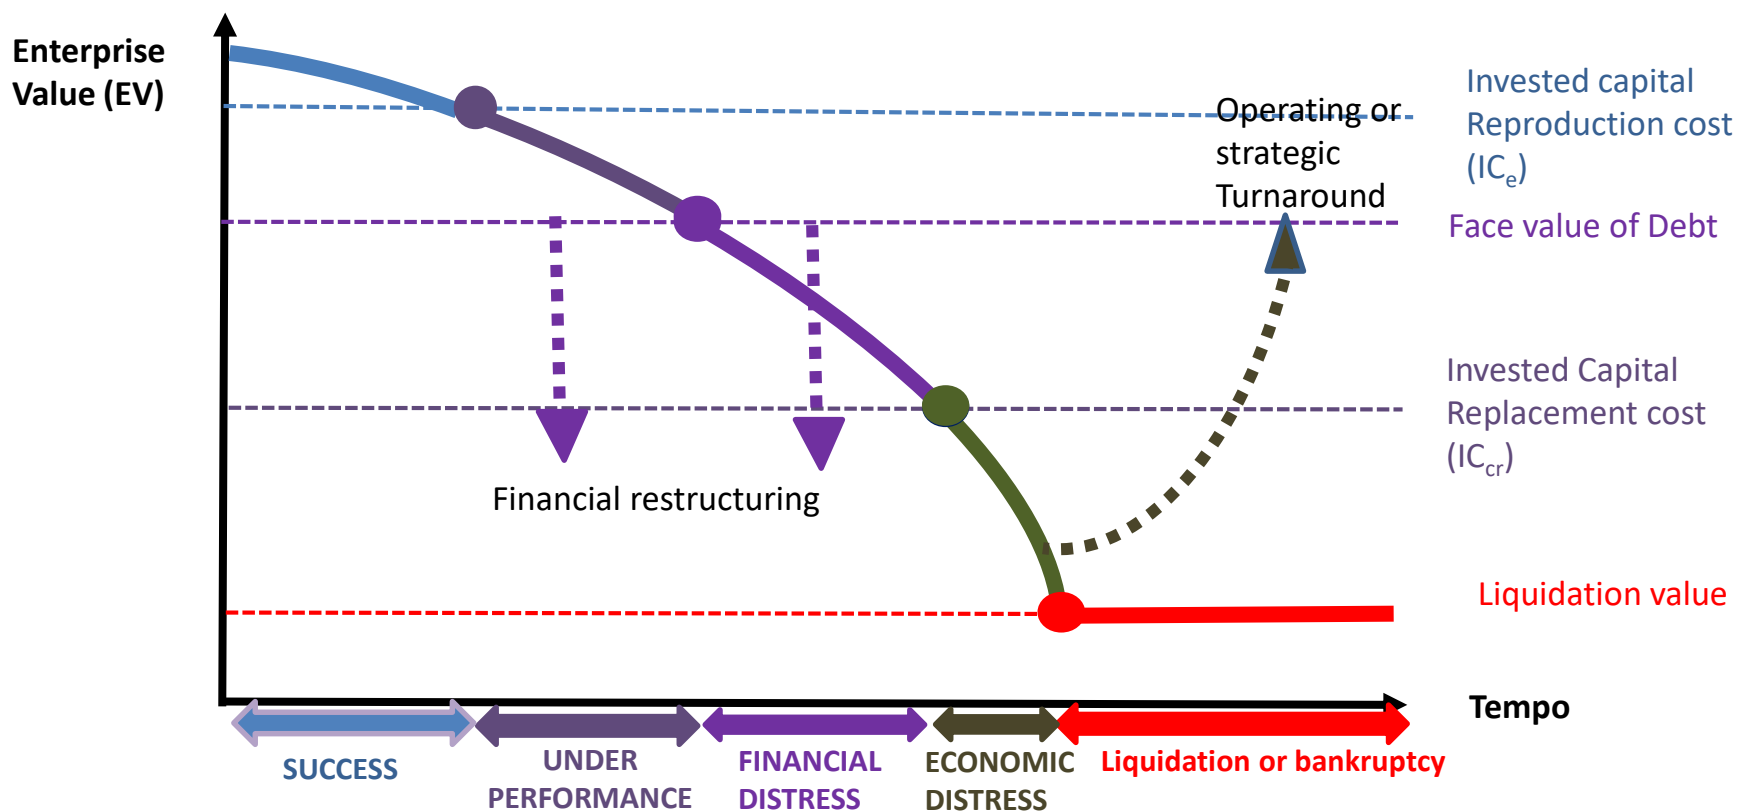 Enterprise
Value (EV)
Invested capital
Reproduction cost
(ICe)
Operating or
strategic
Turnaround
Face value of Debt
Invested Capital
Replacement cost
(ICcr)
Financial restructuring
Liquidation value
Tempo
SUCCESS
UNDER
PERFORMANCE
FINANCIAL
DISTRESS
ECONOMIC
DISTRESS
Liquidation or bankruptcy